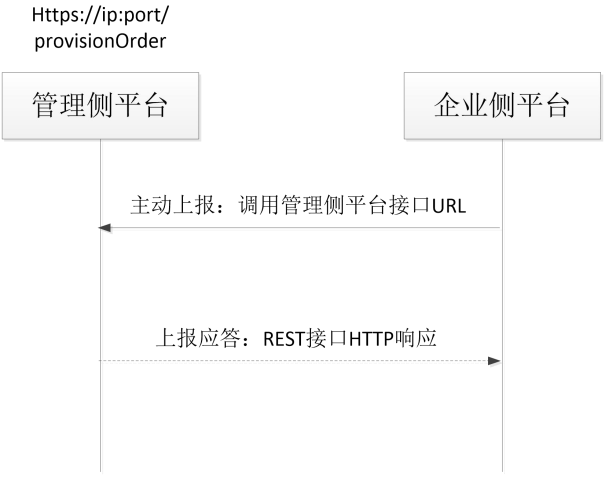 Https://ip:port/
provisionOrder
管理侧平台
企业侧平台
主动上报：调用管理侧平台接口URL
上报应答：REST接口HTTP响应